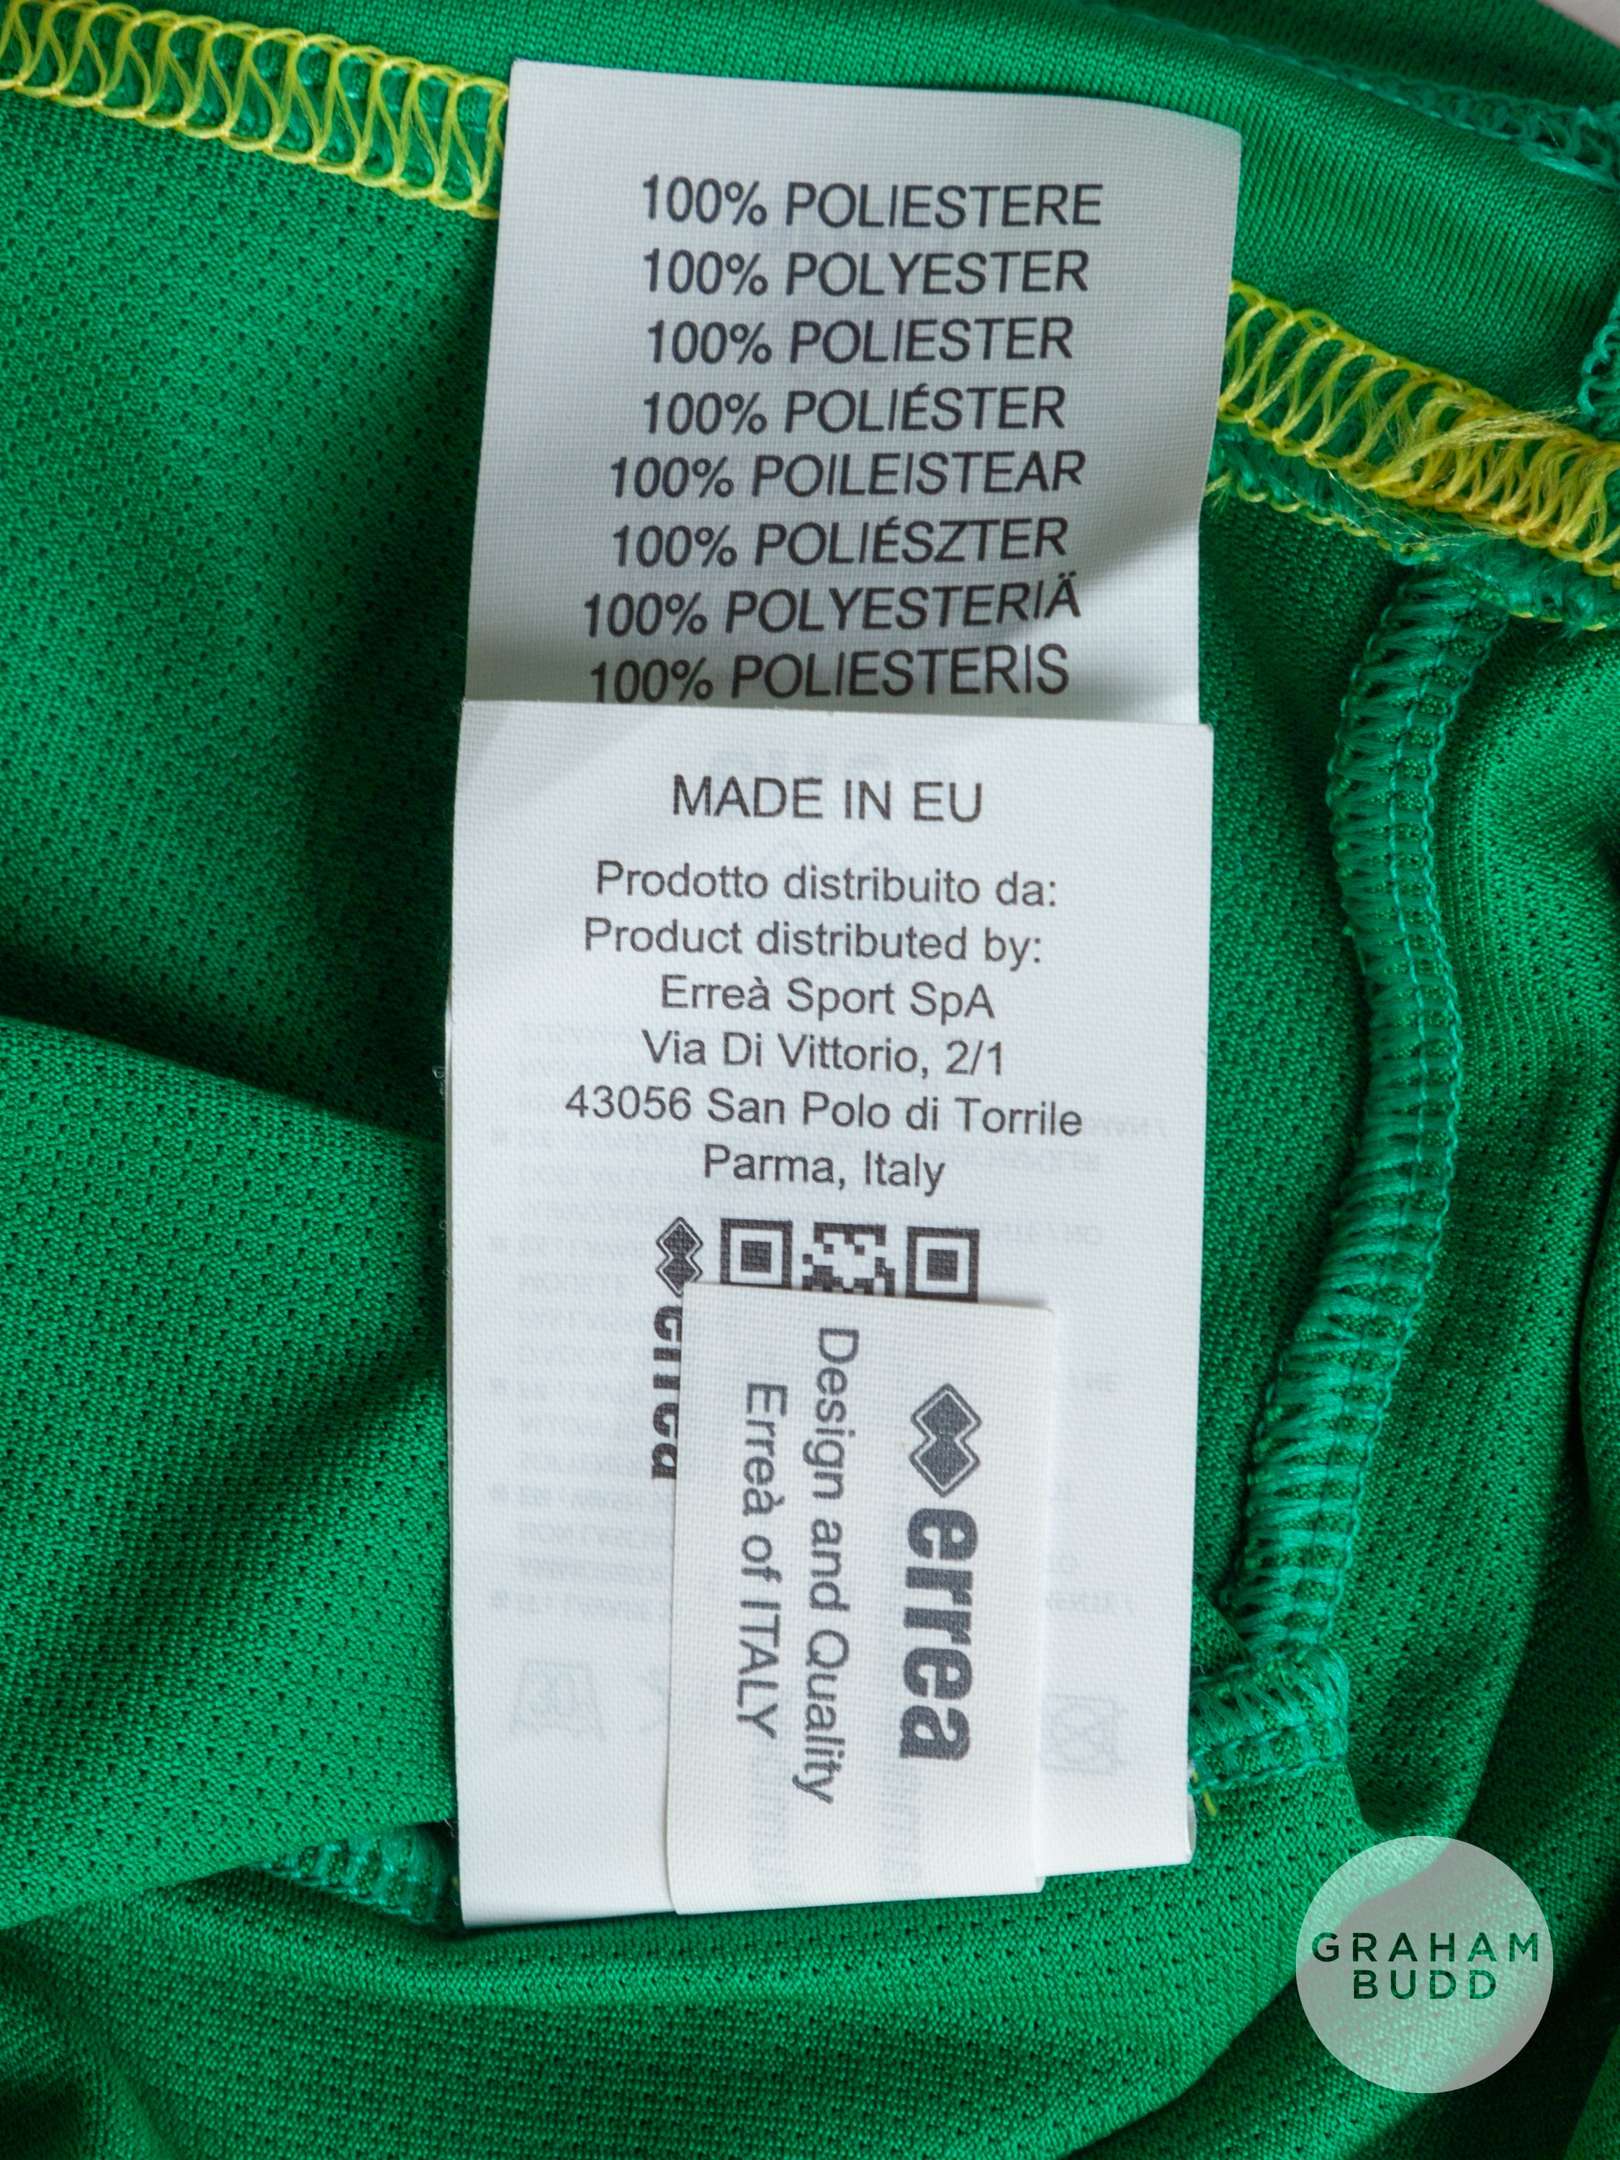 100% POLIESTERE
100% POLYESTER
100% POLIESTER
100% POLIÉSTER
100% POILEISTEAR
100% POLIÉSZTER
100% POLYESTERIÄ
100% POLIESTERIS
MADE IN EU
Prodotto distribuito da:
Product distributed by:
Erreà Sport SpA
Via Di Vittorio, 2/1
43056 San Polo di Torrile
Parma, Italy
errea
errea
Design and Quality
Erreà of ITALY
GRAHAM
BUDD